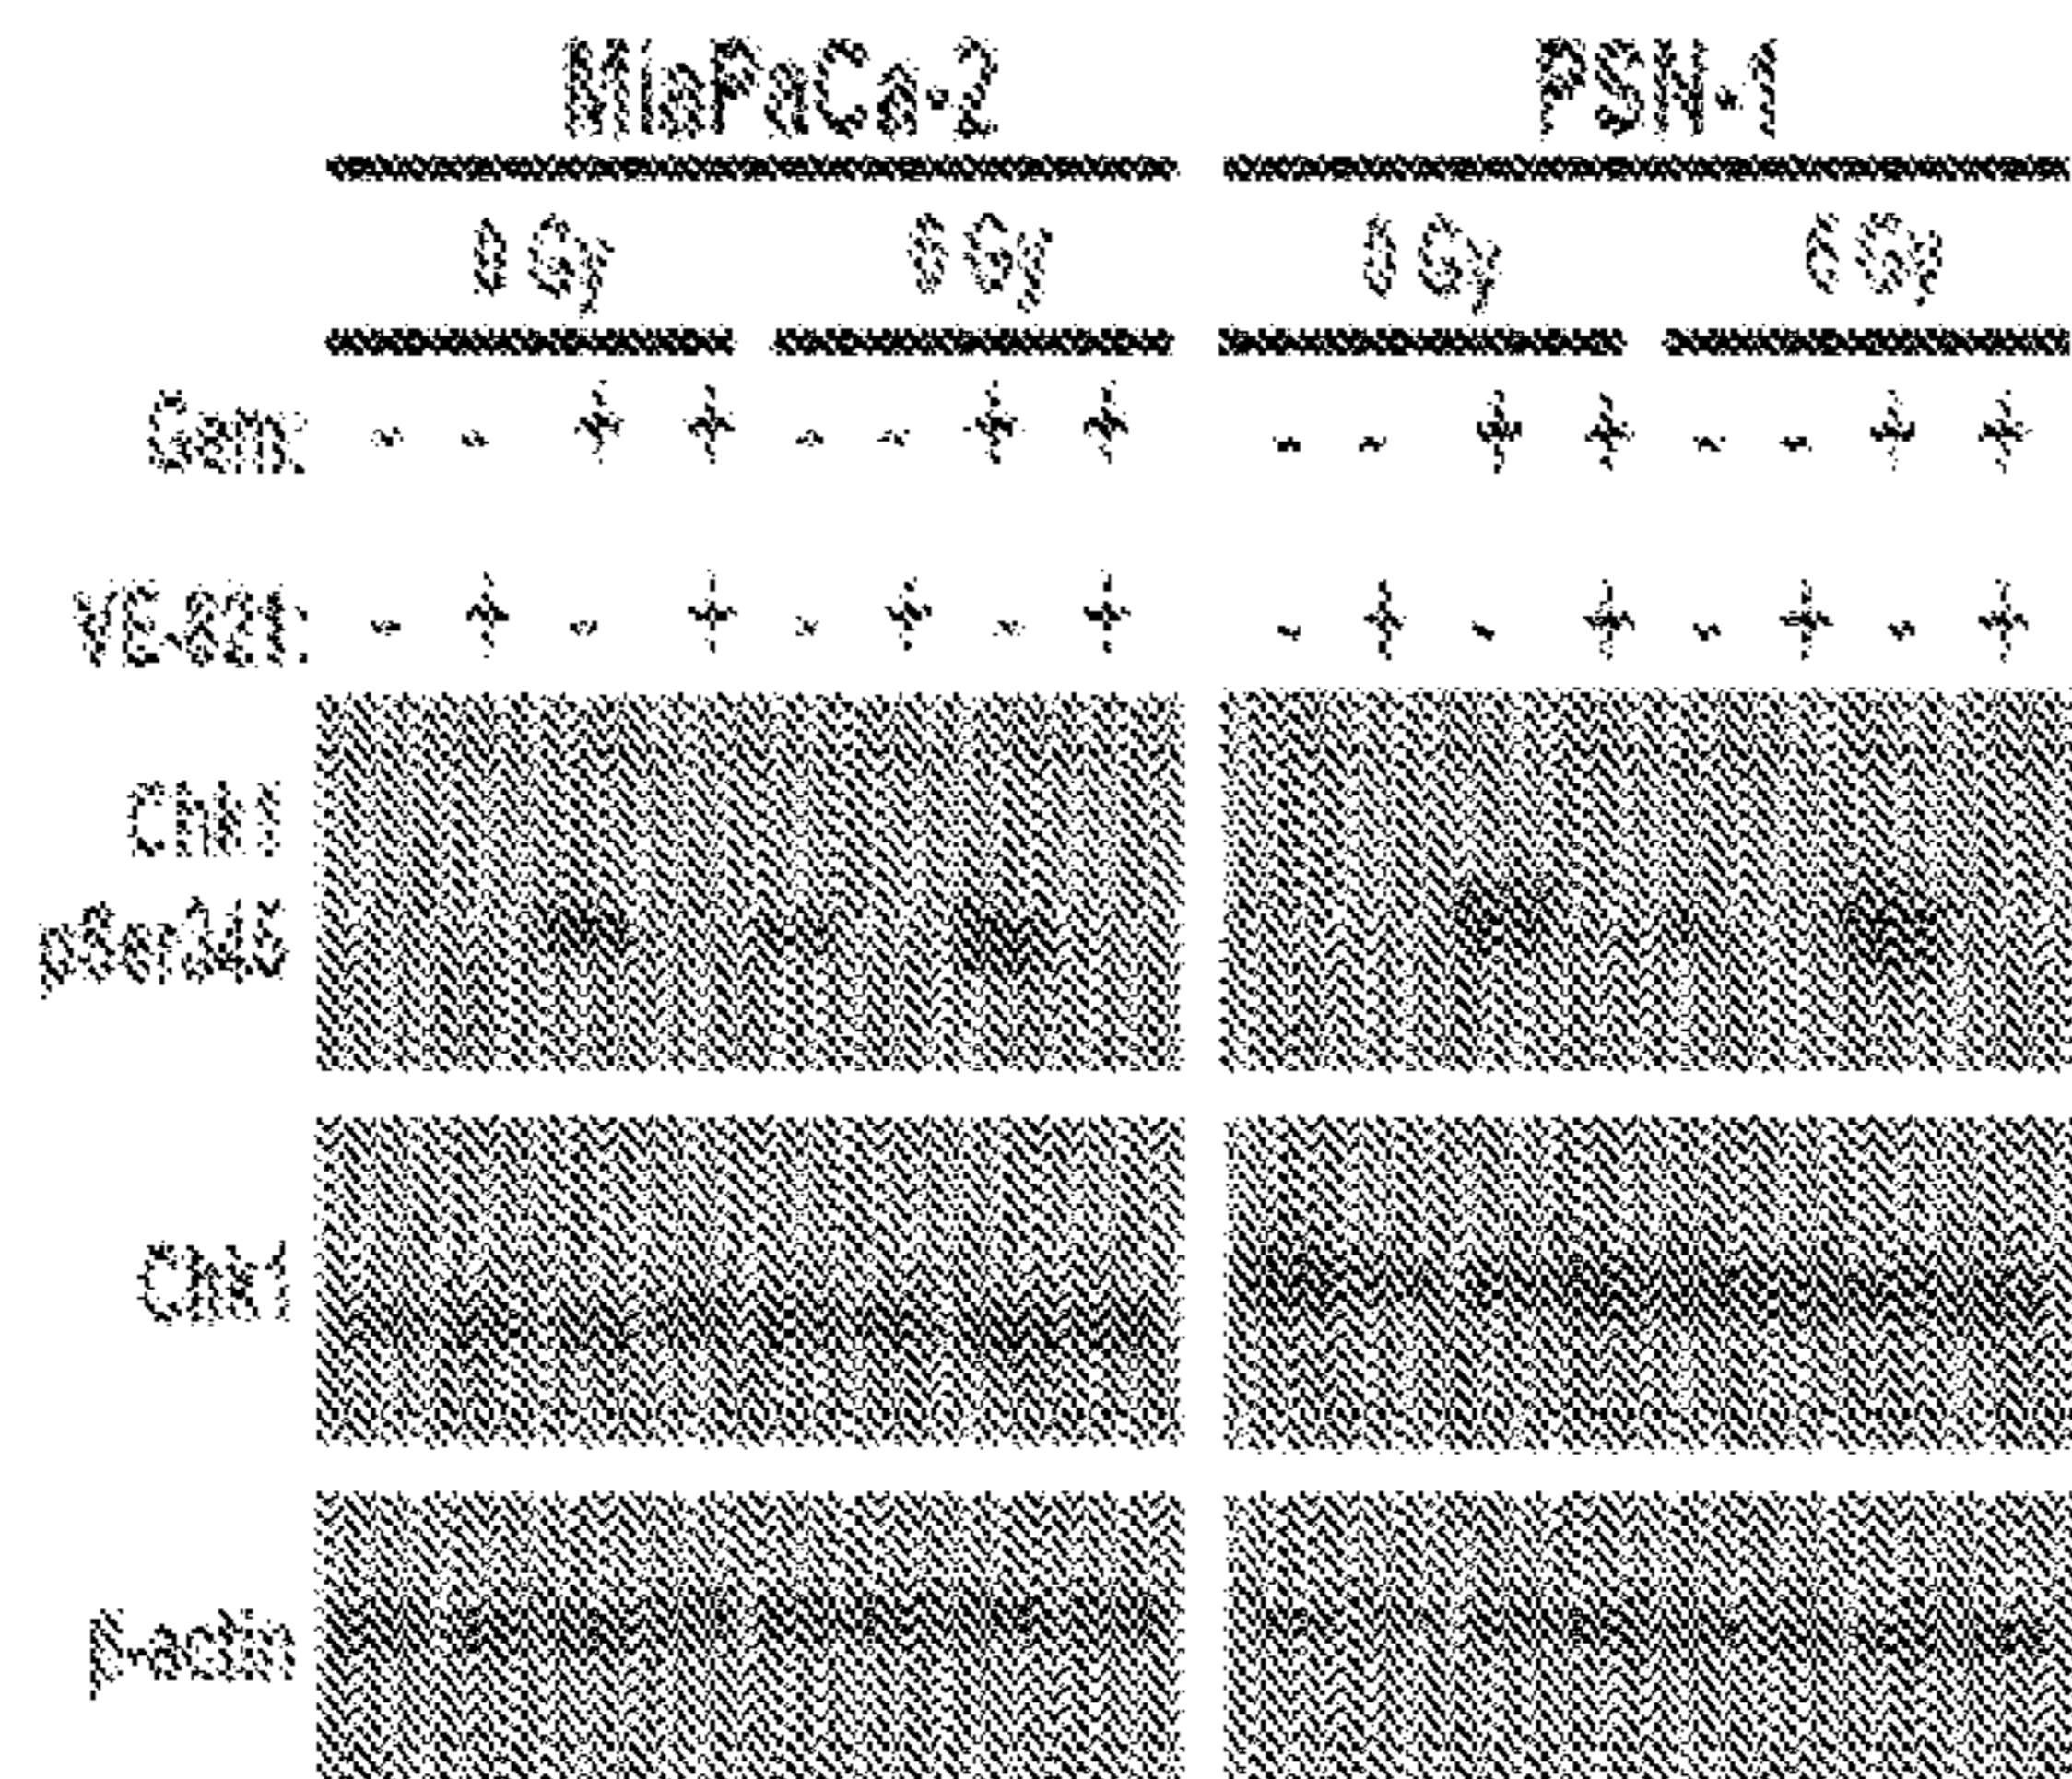 MiaPaCa-2 PSN-1
0 Gy 6 Gy 0 Gy 6 Gy
Gem: - - + + - - + + - - + + - - + +
VE-821: - + - + - + - + - + - + - + - +
Chk1
pSer345
Chk1
β-actin